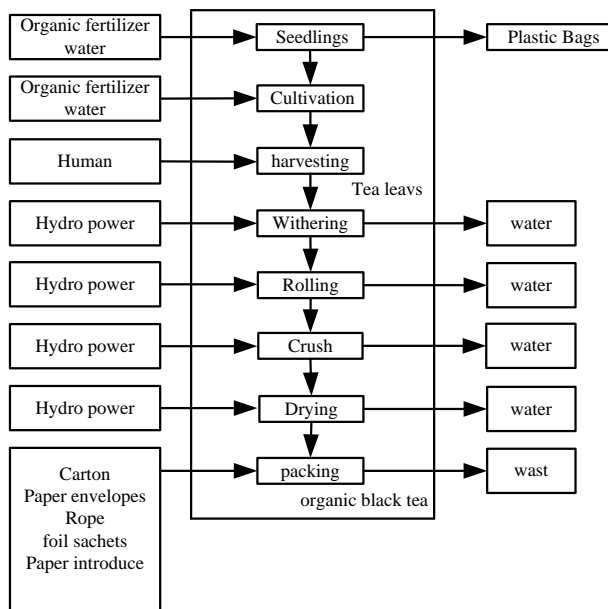 Organic fertilizer
water
Seedlings
Plastic Bags
Organic fertilizer
water
Cultivation
Human
harvesting
Tea leavs
Hydro power
Withering
water
Hydro power
Rolling
water
Hydro power
Crush
water
Hydro power
Drying
water
Carton
Paper envelopes
Rope
foil sachets
Paper introduce
packing
wast
organic black tea